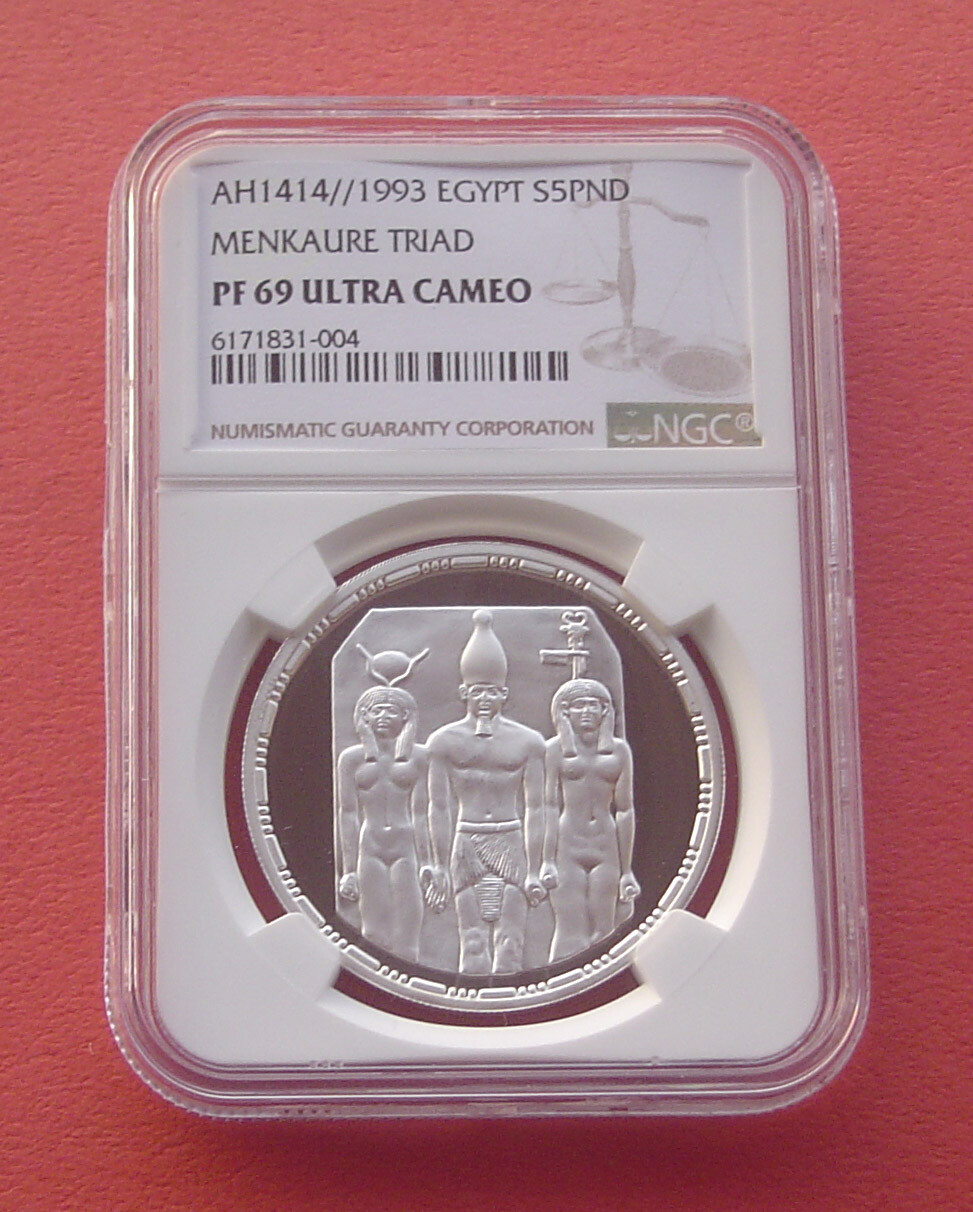 AH1414//1993 EGYPT S5PND
MENKAURE TRIAD
PF 69 ULTRA CAMEO
6171831-004
NUMISMATIC GUARANTY CORPORATION
NGC®